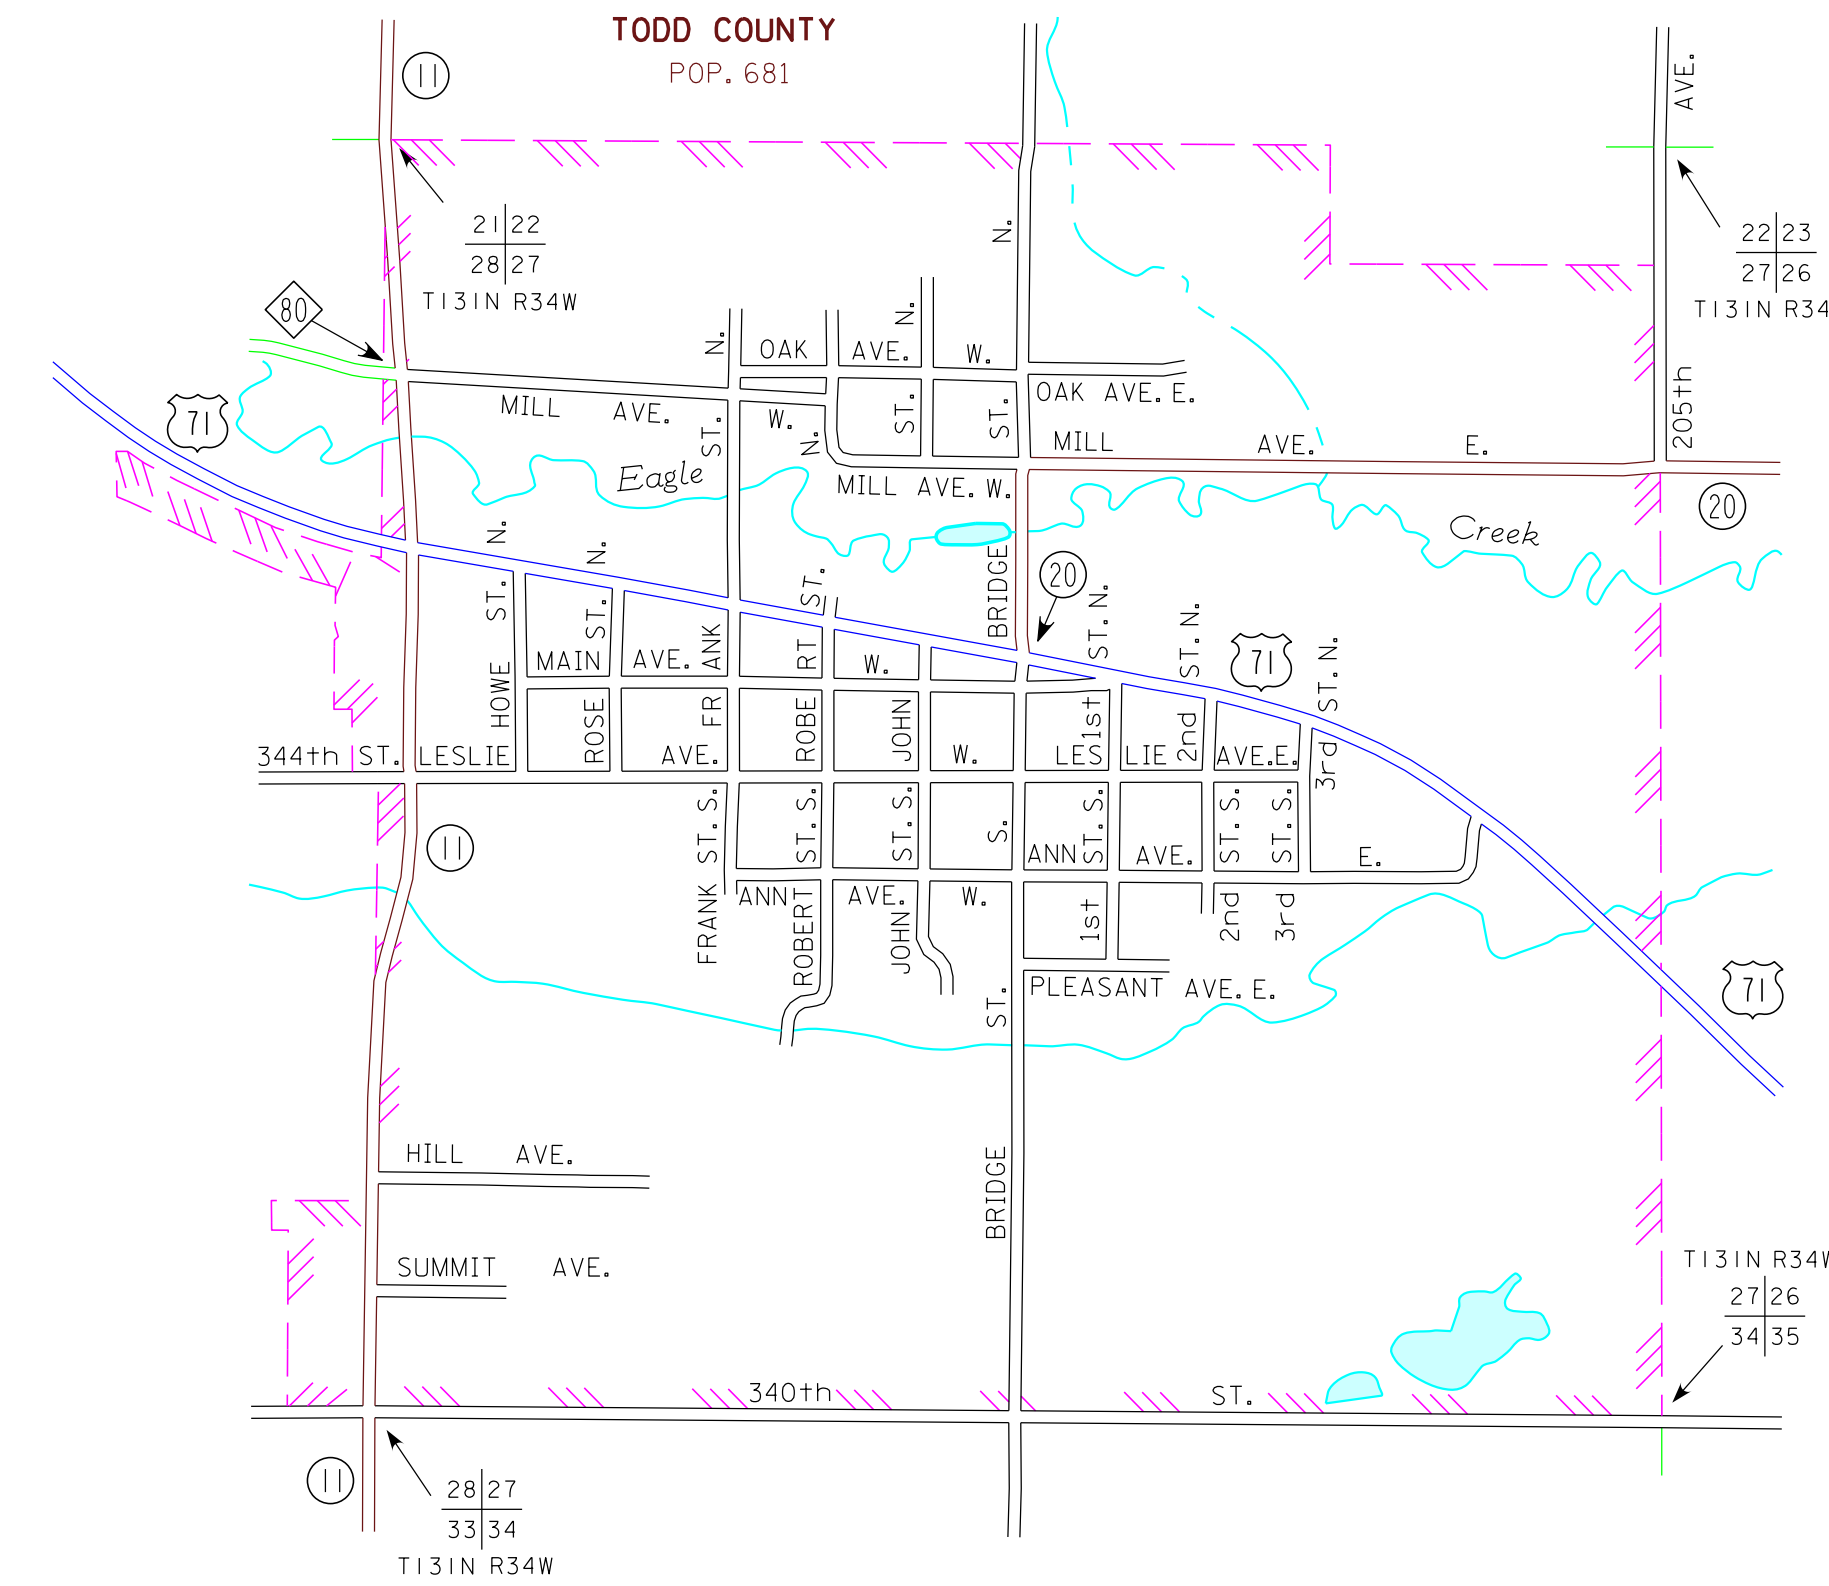 TODD COUNTY
POP. 681
11
AVE.
21 22
28 27
T131N R34W
22 23
27 26
T131N R34
N.
80
N.
N.
OAK AVE. W.
OAK AVE. E.
71
MILL AVE. W.
ST.
N.
ST.
ST.
MILL AVE. E.
205th
Eagle
MILL AVE. W.
20
Creek
N.
N.
BRIDGE
20
ST.
ST.
ST.
ST. N.
ST. N.
71
ST. N.
HOWE
MAIN AVE. W.
ANK
RT
ROSE
FR
ROBE
JOHN
1st
2nd
3rd
344th ST.
LESLIE AVE. W.
LES LIE AVE. E.
11
FRANK ST. S.
ST. S.
ST. S.
S.
ST. S.
ST. S.
ST. S.
ANN AVE. E.
ANN AVE. W.
ROBERT
JOHN
1st
2nd
3rd
PLEASANT AVE. E.
ST.
71
HILL AVE.
BRIDGE
SUMMIT AVE.
T131N R34W
27 26
34 35
340th ST.
11
28 27
33 34
T131N R34W